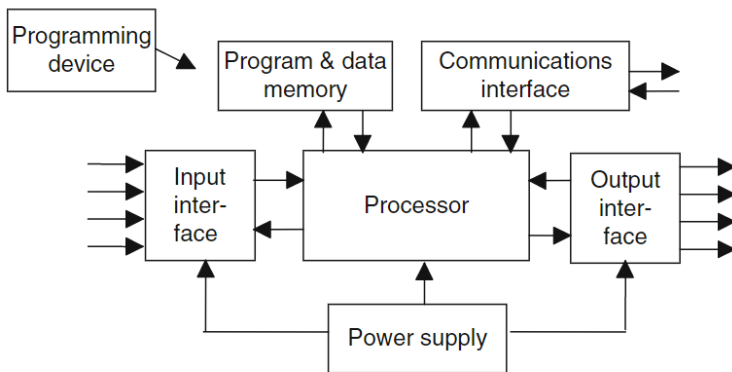 Programming
device
Program & data
memory
Communications
interface
Input
inter-
face
Processor
Output
inter-
face
Power supply